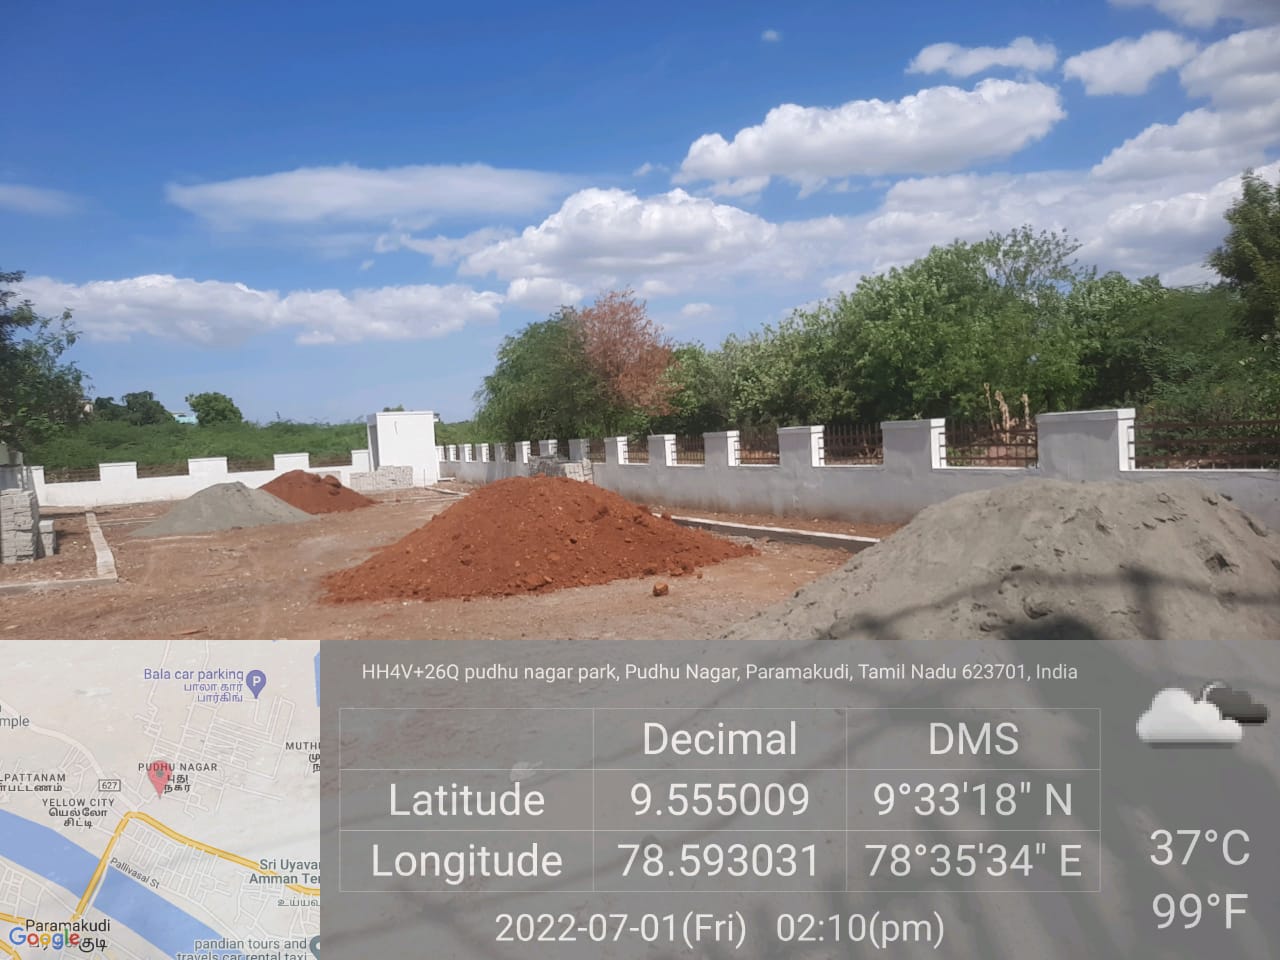 HH4V+26Q pudhu nagar park, Pudhu Nagar, Paramakudi, Tamil Nadu 623701, India
Decimal DMS
Latitude 9.555009 9°33'18" N
Longitude 78.593031 78°35'34" E
2022-07-01(Fri) 02:10(pm)
37°C
99°F
Bala car parking
பாலா கார்
பார்கிங்
P
mple
MUTHU
PUDHU NAGAR
புது
நகர்
627
YELLOW CITY
யெல்லோ
சிட்டி
Pallivasal St
Sri Uyavan
Amman Ter
Paramakudi
Google
pandian tours and
travels car rental taxi